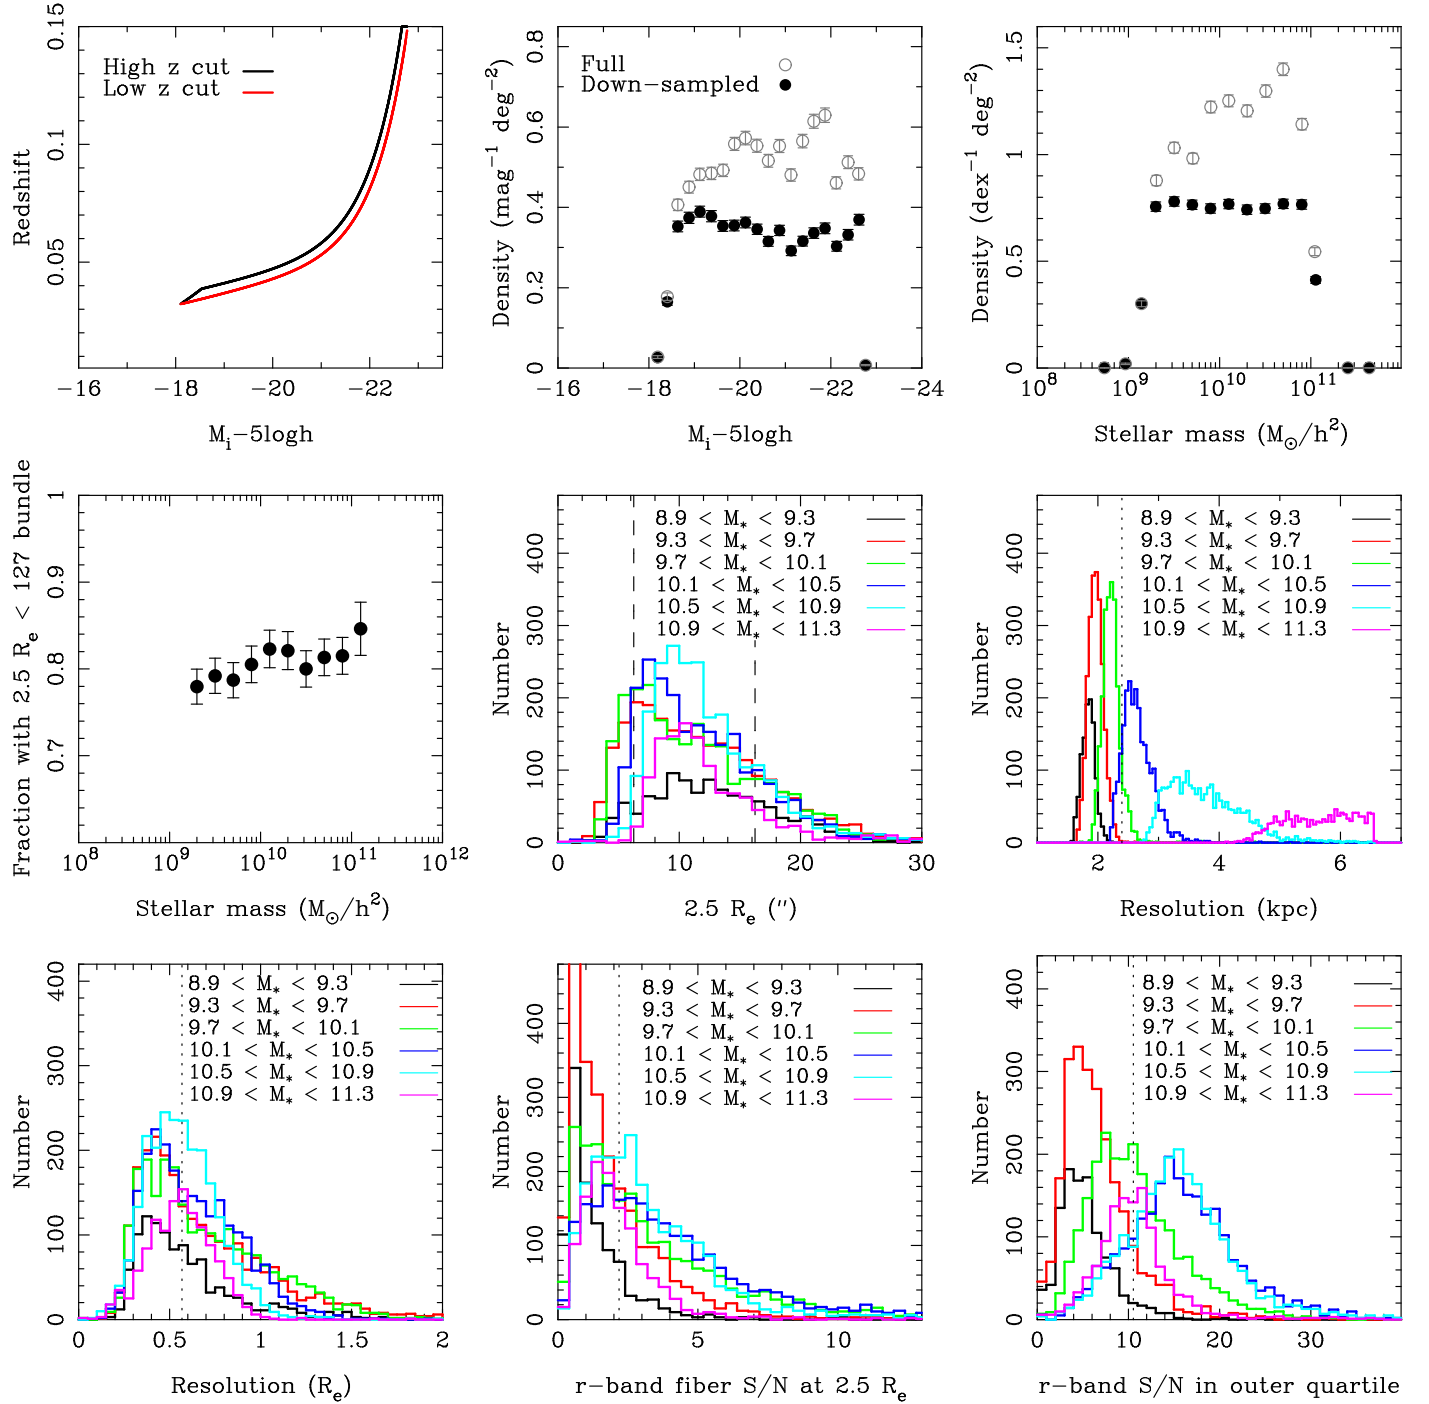 0.15
0.1
0.05
Redshift
High z cut
Low z cut
−16 −18 −20 −22
M_i−5logh
0.8
0.6
0.4
0.2
0
Density (mag^−1 deg^−2)
Full
Down−sampled
−16 −18 −20 −22 −24
M_i−5logh
1.5
1
0.5
0
Density (dex^−1 deg^−2)
10^8 10^9 10^10 10^11
Stellar mass (M_⊙/h^2)
1
0.9
0.8
0.7
Fraction with 2.5 R_e < 127 bundle
10^8 10^9 10^10 10^11 10^12
Stellar mass (M_⊙/h^2)
400
300
200
100
0
Number
8.9 < M_* < 9.3
9.3 < M_* < 9.7
9.7 < M_* < 10.1
10.1 < M_* < 10.5
10.5 < M_* < 10.9
10.9 < M_* < 11.3
0 10 20 30
2.5 R_e (″)
400
300
200
100
0
Number
8.9 < M_* < 9.3
9.3 < M_* < 9.7
9.7 < M_* < 10.1
10.1 < M_* < 10.5
10.5 < M_* < 10.9
10.9 < M_* < 11.3
2 4 6
Resolution (kpc)
400
300
200
100
0
Number
8.9 < M_* < 9.3
9.3 < M_* < 9.7
9.7 < M_* < 10.1
10.1 < M_* < 10.5
10.5 < M_* < 10.9
10.9 < M_* < 11.3
0 0.5 1 1.5 2
Resolution (R_e)
400
300
200
100
0
Number
8.9 < M_* < 9.3
9.3 < M_* < 9.7
9.7 < M_* < 10.1
10.1 < M_* < 10.5
10.5 < M_* < 10.9
10.9 < M_* < 11.3
0 5 10
r−band fiber S/N at 2.5 R_e
400
300
200
100
0
Number
8.9 < M_* < 9.3
9.3 < M_* < 9.7
9.7 < M_* < 10.1
10.1 < M_* < 10.5
10.5 < M_* < 10.9
10.9 < M_* < 11.3
0 10 20 30
r−band S/N in outer quartile